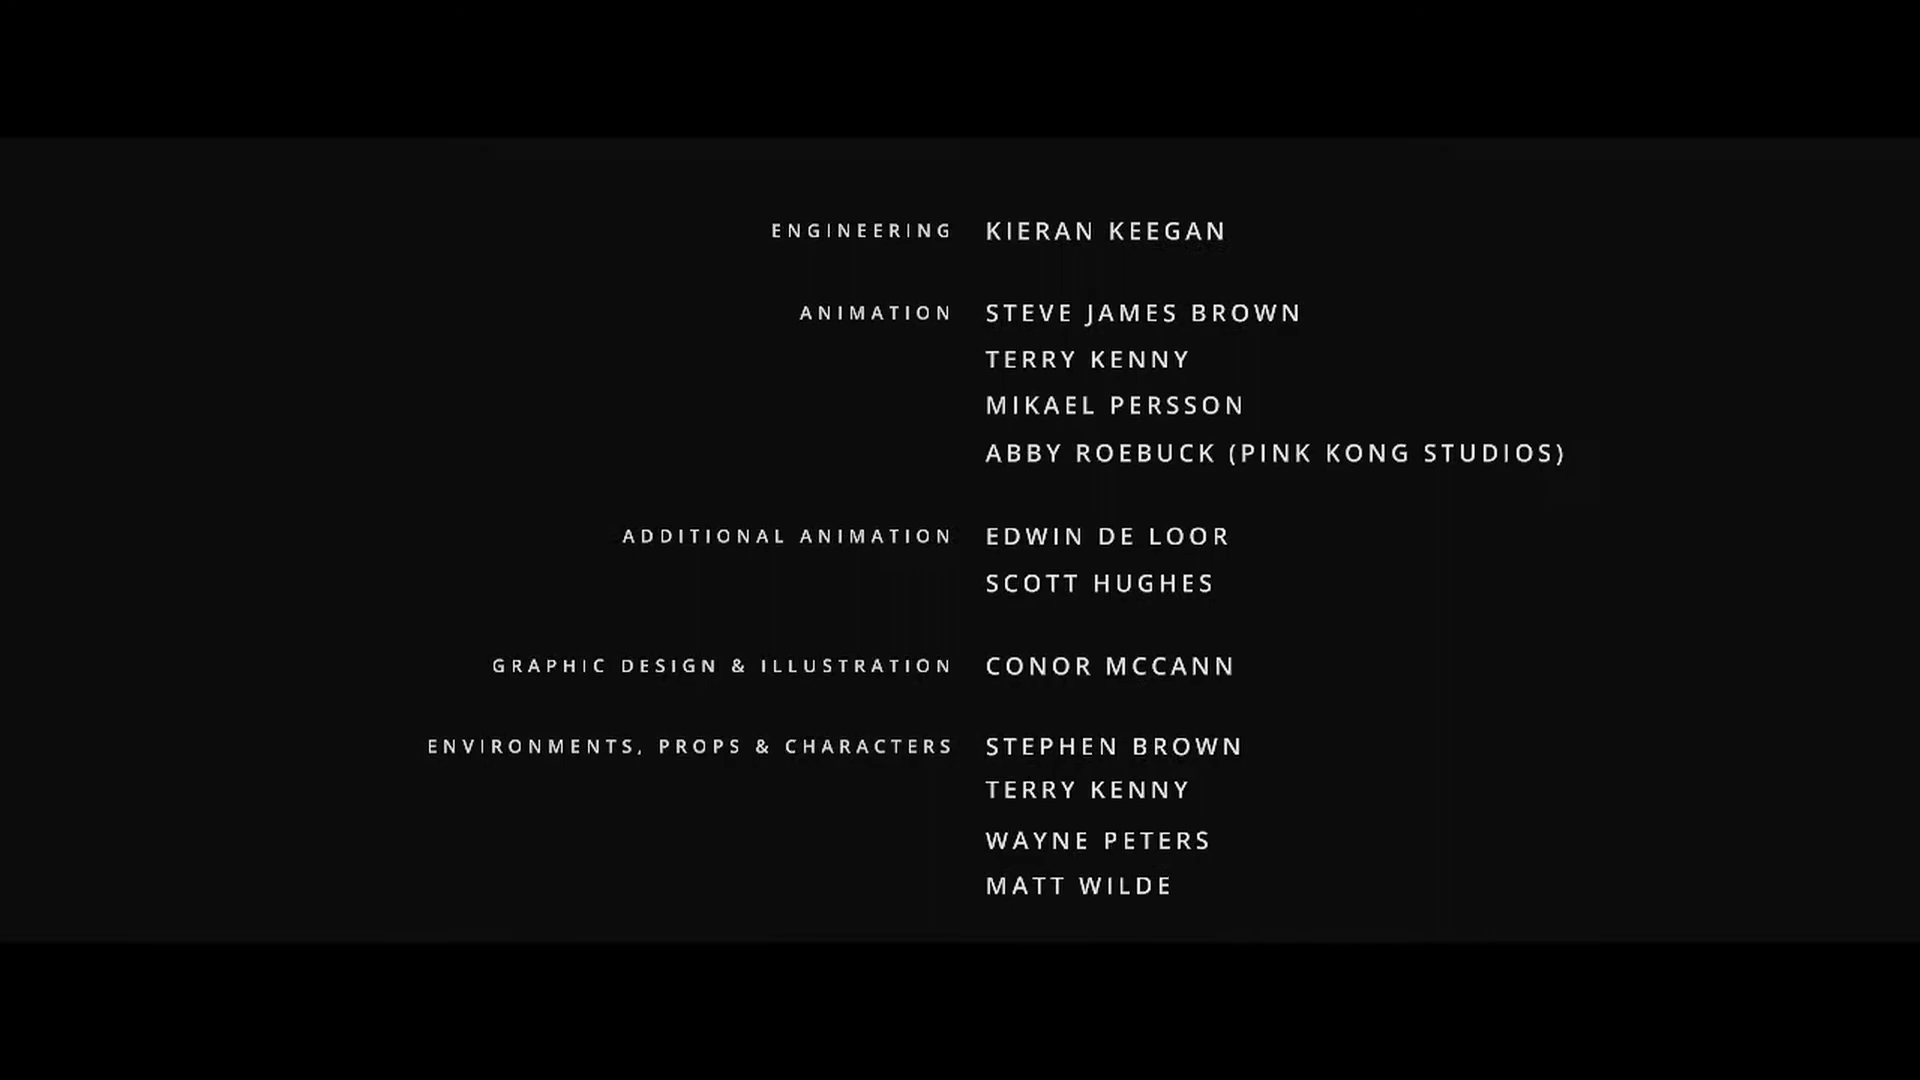 ENGINEERING KIERAN KEEGAN
ANIMATION STEVE JAMES BROWN
TERRY KENNY
MIKAEL PERSSON
ABBY ROEBUCK (PINK KONG STUDIOS)
ADDITIONAL ANIMATION EDWIN DE LOOR
SCOTT HUGHES
GRAPHIC DESIGN & ILLUSTRATION CONOR MCCANN
ENVIRONMENTS, PROPS & CHARACTERS STEPHEN BROWN
TERRY KENNY
WAYNE PETERS
MATT WILDE